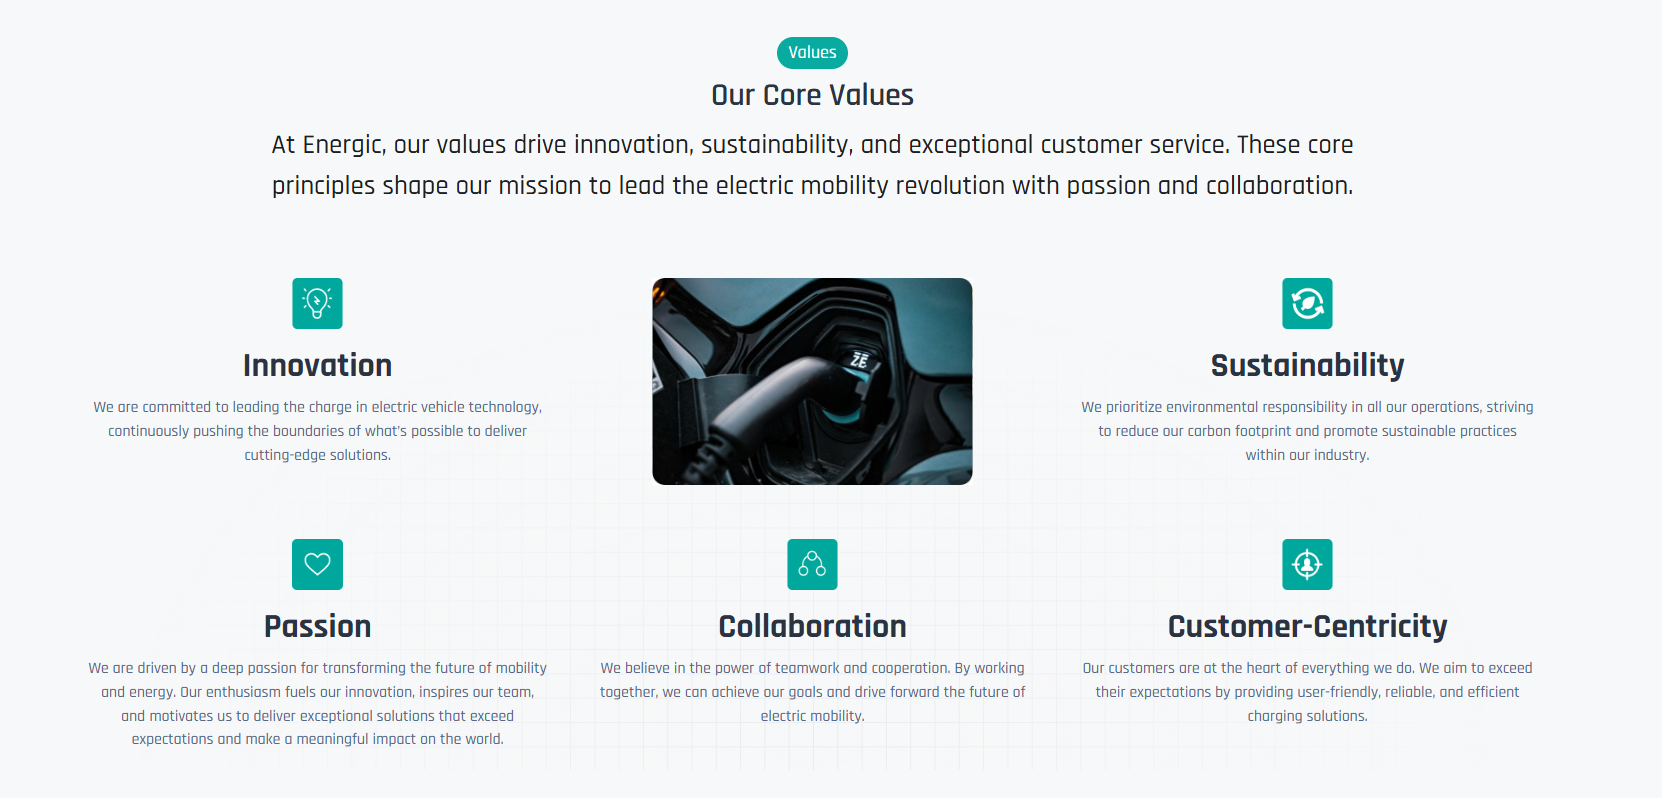 Values
Our Core Values
At Energic, our values drive innovation, sustainability, and exceptional customer service. These core
principles shape our mission to lead the electric mobility revolution with passion and collaboration.
Innovation
We are committed to leading the charge in electric vehicle technology,
continuously pushing the boundaries of what's possible to deliver
cutting-edge solutions.
ZE
Sustainability
We prioritize environmental responsibility in all our operations, striving
to reduce our carbon footprint and promote sustainable practices
within our industry.
Passion
We are driven by a deep passion for transforming the future of mobility
and energy. Our enthusiasm fuels our innovation, inspires our team,
and motivates us to deliver exceptional solutions that exceed
expectations and make a meaningful impact on the world.
Collaboration
We believe in the power of teamwork and cooperation. By working
together, we can achieve our goals and drive forward the future of
electric mobility.
Customer-Centricity
Our customers are at the heart of everything we do. We aim to exceed
their expectations by providing user-friendly, reliable, and efficient
charging solutions.